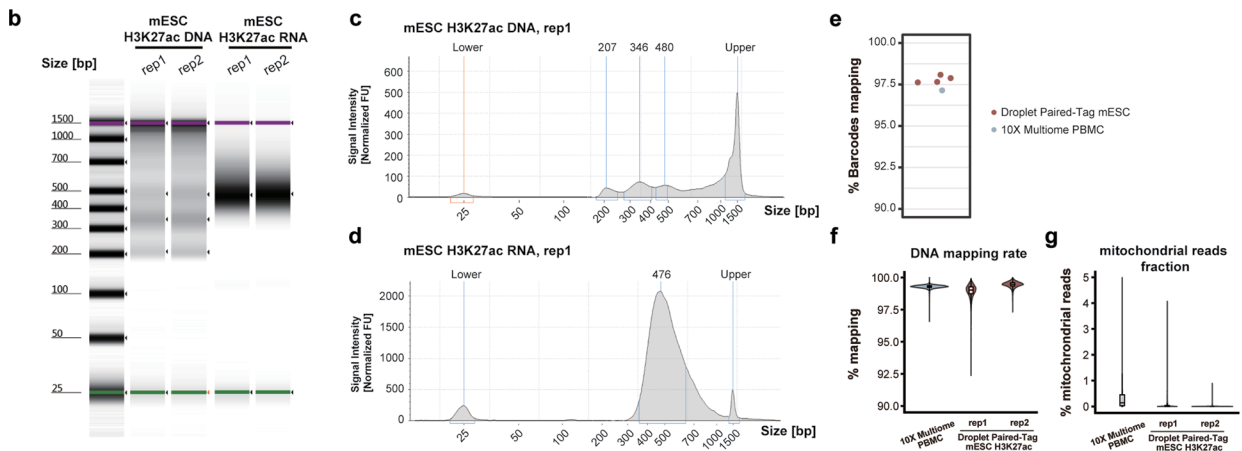 b
mESC
H3K27ac DNA
mESC
H3K27ac RNA
Size [bp]
rep1
rep2
rep1
rep2
1500
1000
700
500
400
300
200
100
50
25
c
mESC H3K27ac DNA, rep1
Lower
207
346
480
Upper
Signal Intensity
[Normalized FU]
600
500
400
300
200
100
0
25
50
100
200
300
400
500
700
1000
1500
Size [bp]
d
mESC H3K27ac RNA, rep1
Lower
476
Upper
Signal Intensity
[Normalized FU]
2000
1500
1000
500
0
25
50
100
200
300
400
500
700
1000
1500
Size [bp]
e
% Barcodes mapping
100.0
97.5
95.0
92.5
90.0
Droplet Paired-Tag mESC
10X Multiome PBMC
f
DNA mapping rate
% mapping
100.0
97.5
95.0
92.5
90.0
10X Multiome
PBMC
rep1
rep2
Droplet Paired-Tag
mESC H3K27ac
g
mitochondrial reads
fraction
% mitochrondrial reads
5
4
3
2
1
0
10X Multiome
PBMC
rep1
rep2
Droplet Paired-Tag
mESC H3K27ac